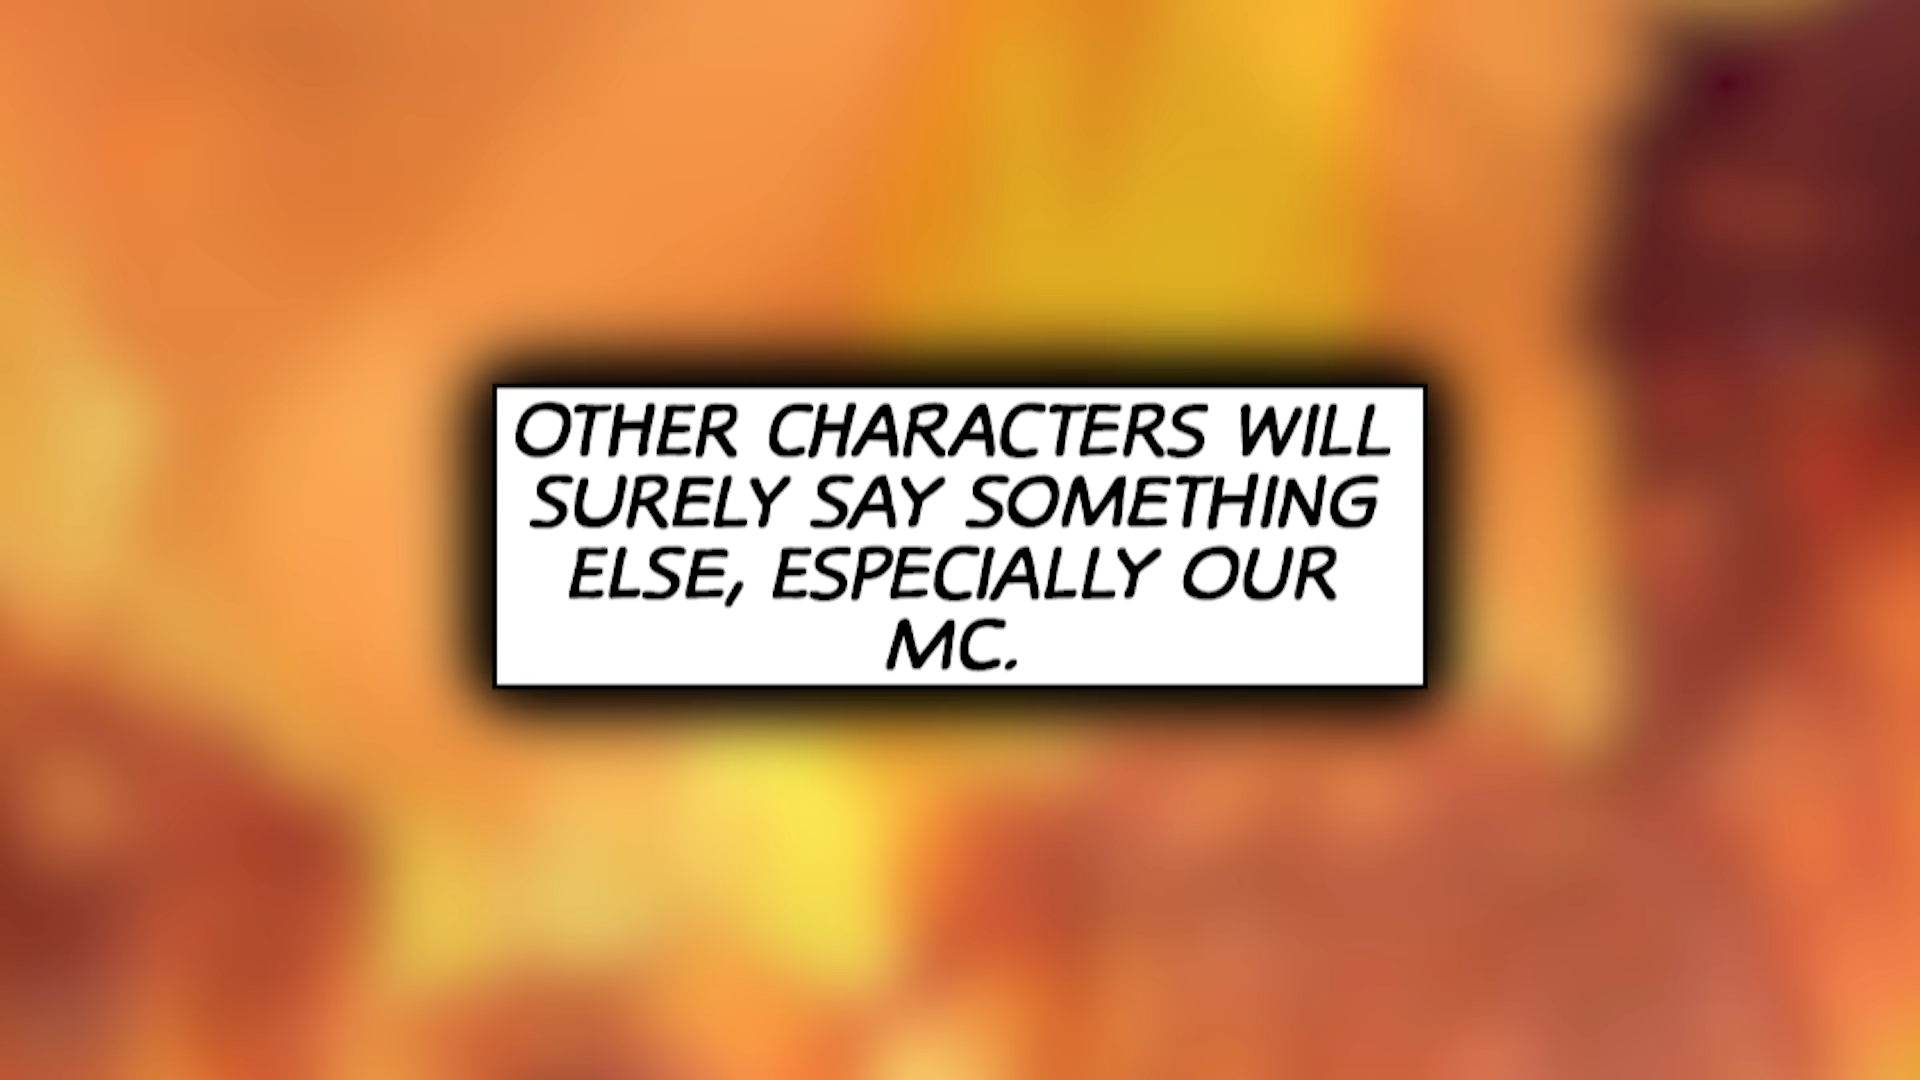 OTHER CHARACTERS WILL
SURELY SAY SOMETHING
ELSE, ESPECIALLY OUR
MC.